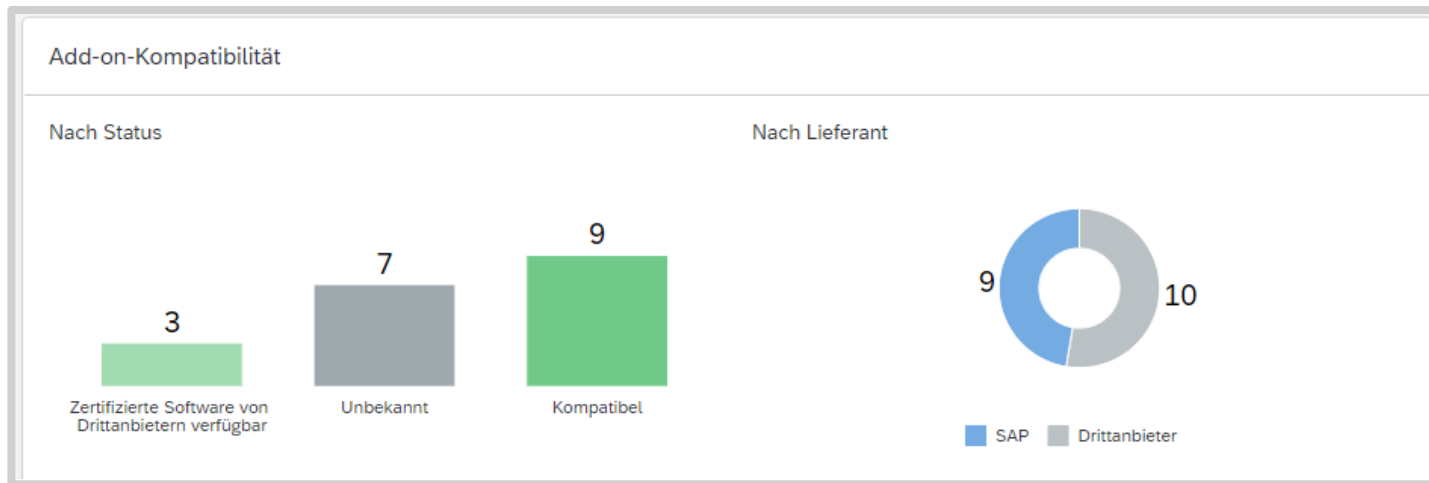 Add-on-Kompatibilität
Nach Status
3
7
9
Zertifizierte Software von
Drittanbietern verfügbar
Unbekannt
Kompatibel
Nach Lieferant
9
10
SAP
Drittanbieter